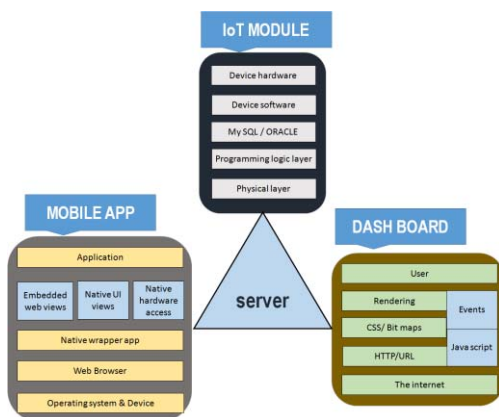 IoT MODULE
Device hardware
Device software
My SQL / ORACLE
Programming logic layer
Physical layer
MOBILE APP
Application
Embedded
web views
Native UI
views
Native
hardware
access
Native wrapper app
Web Browser
Operating system & Device
server
DASH BOARD
User
Rendering
CSS/ Bit maps
HTTP/URL
Events
Java script
The internet